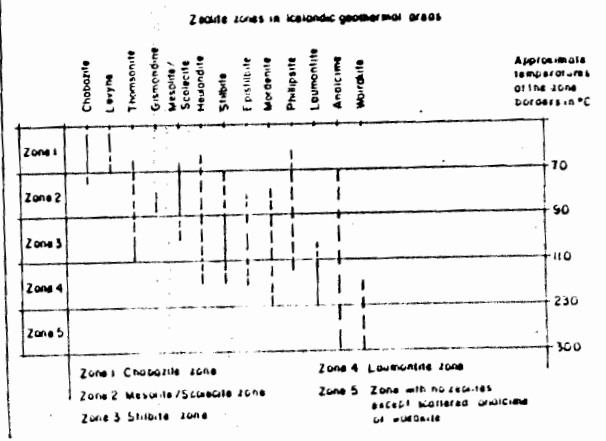 Zeolite zones in Icelandic geothermal areas
Chabazite
Levyne
Thomsonite
Gismondine
Mesolite/
Scolecite
Heulandite
Stilbite
Epistilbite
Mordenite
Phillipsite
Laumontite
Analcime
Wairakite
Approximate
temperatures
of the zone
borders in °C
Zone 1
70
Zone 2
90
Zone 3
110
Zone 4
230
Zone 5
300
Zone 1 Chabazite zone
Zone 2 Mesolite/Scolecite zone
Zone 3 Stilbite zone
Zone 4 Laumontite zone
Zone 5 Zone with no zeolites
except scattered analcime
or wairakite